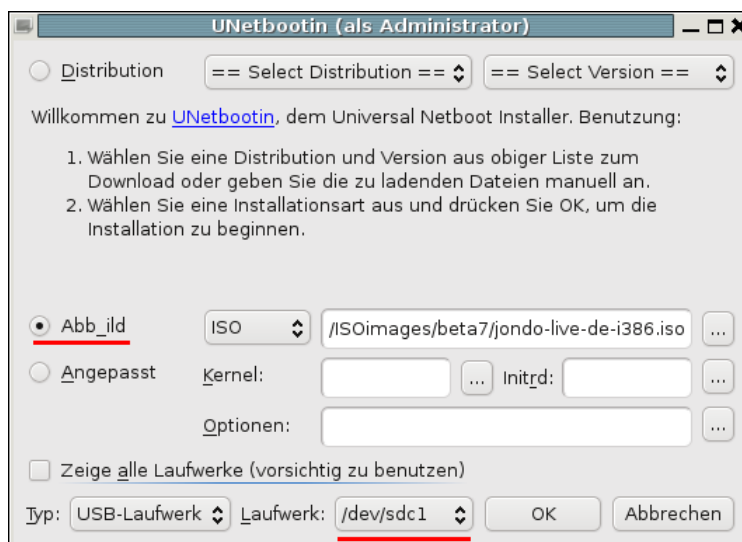 UNetbootin (als Administrator)
Distribution == Select Distribution == == Select Version ==
Willkommen zu UNetbootin, dem Universal Netboot Installer. Benutzung:
1. Wählen Sie eine Distribution und Version aus obiger Liste zum
Download oder geben Sie die zu ladenden Dateien manuell an.
2. Wählen Sie eine Installationsart aus und drücken Sie OK, um die
Installation zu beginnen.
Abb_ild ISO /ISOimages/beta7/jondo-live-de-i386.iso ...
Angepasst Kernel: ... Initrd: ...
Optionen: ...
Zeige alle Laufwerke (vorsichtig zu benutzen)
Typ: USB-Laufwerk Laufwerk: /dev/sdc1 OK Abbrechen